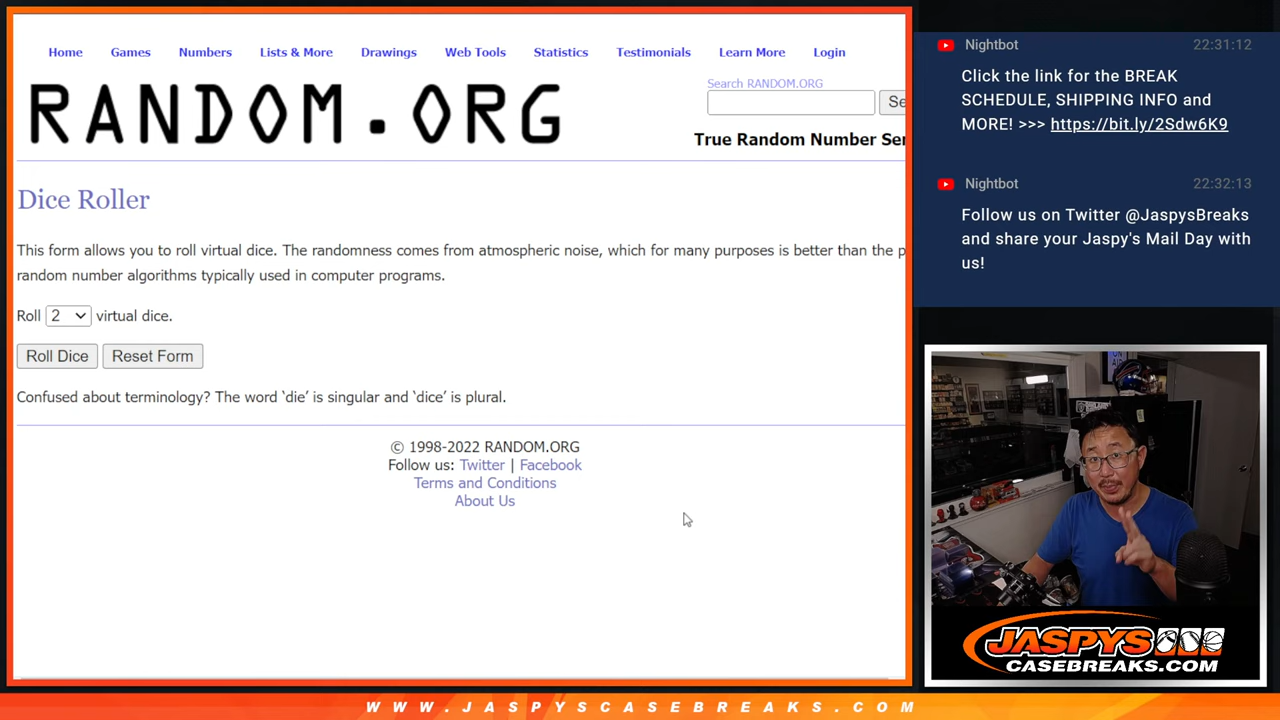 Home Games Numbers Lists & More Drawings Web Tools Statistics Testimonials Learn More Login
RANDOM.ORG
Search RANDOM.ORG
Se
True Random Number Ser
Dice Roller
This form allows you to roll virtual dice. The randomness comes from atmospheric noise, which for many purposes is better than the p
random number algorithms typically used in computer programs.
Roll 2 virtual dice.
Roll Dice Reset Form
Confused about terminology? The word ‘die’ is singular and ‘dice’ is plural.
© 1998-2022 RANDOM.ORG
Follow us: Twitter | Facebook
Terms and Conditions
About Us
Nightbot 22:31:12
Click the link for the BREAK
SCHEDULE, SHIPPING INFO and
MORE! >>> https://bit.ly/2Sdw6K9
Nightbot 22:32:13
Follow us on Twitter @JaspysBreaks
and share your Jaspy's Mail Day with
us!
ON
AIR
JASPYS
CASEBREAKS.COM
WWW.JASPYSCASEBREAKS.COM